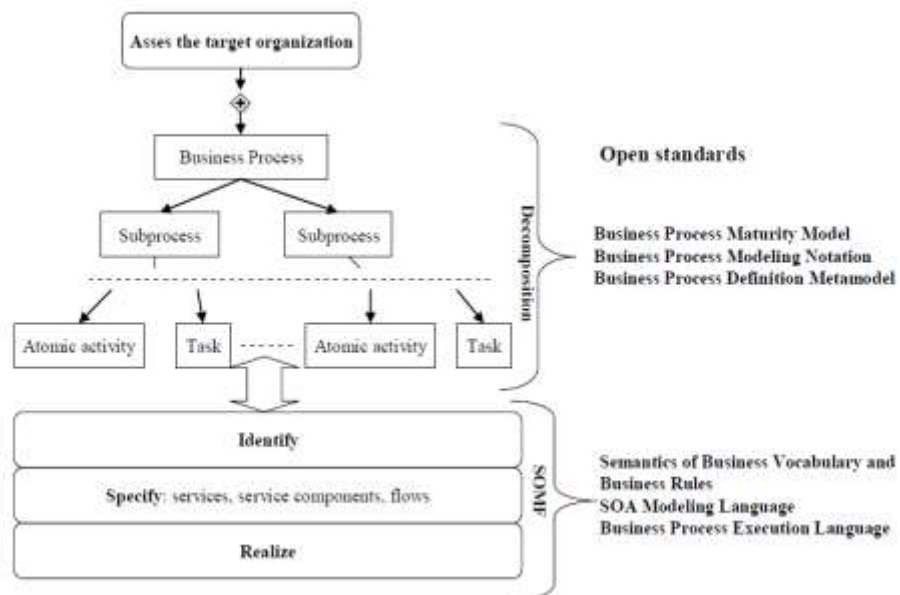 Asses the target organization
Business Process
Subprocess
Subprocess
Atomic activity
Task
Atomic activity
Task
Decomposition
Open standards
Business Process Maturity Model
Business Process Modeling Notation
Business Process Definition Metamodel
Identify
Specify: services, service components, flows
Realize
SOMF
Semantics of Business Vocabulary and
Business Rules
SOA Modeling Language
Business Process Execution Language